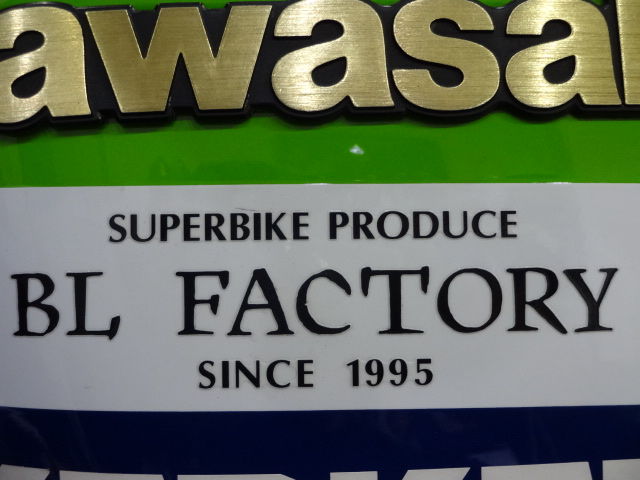 awasa
SUPERBIKE PRODUCE
BL FACTORY
SINCE 1995